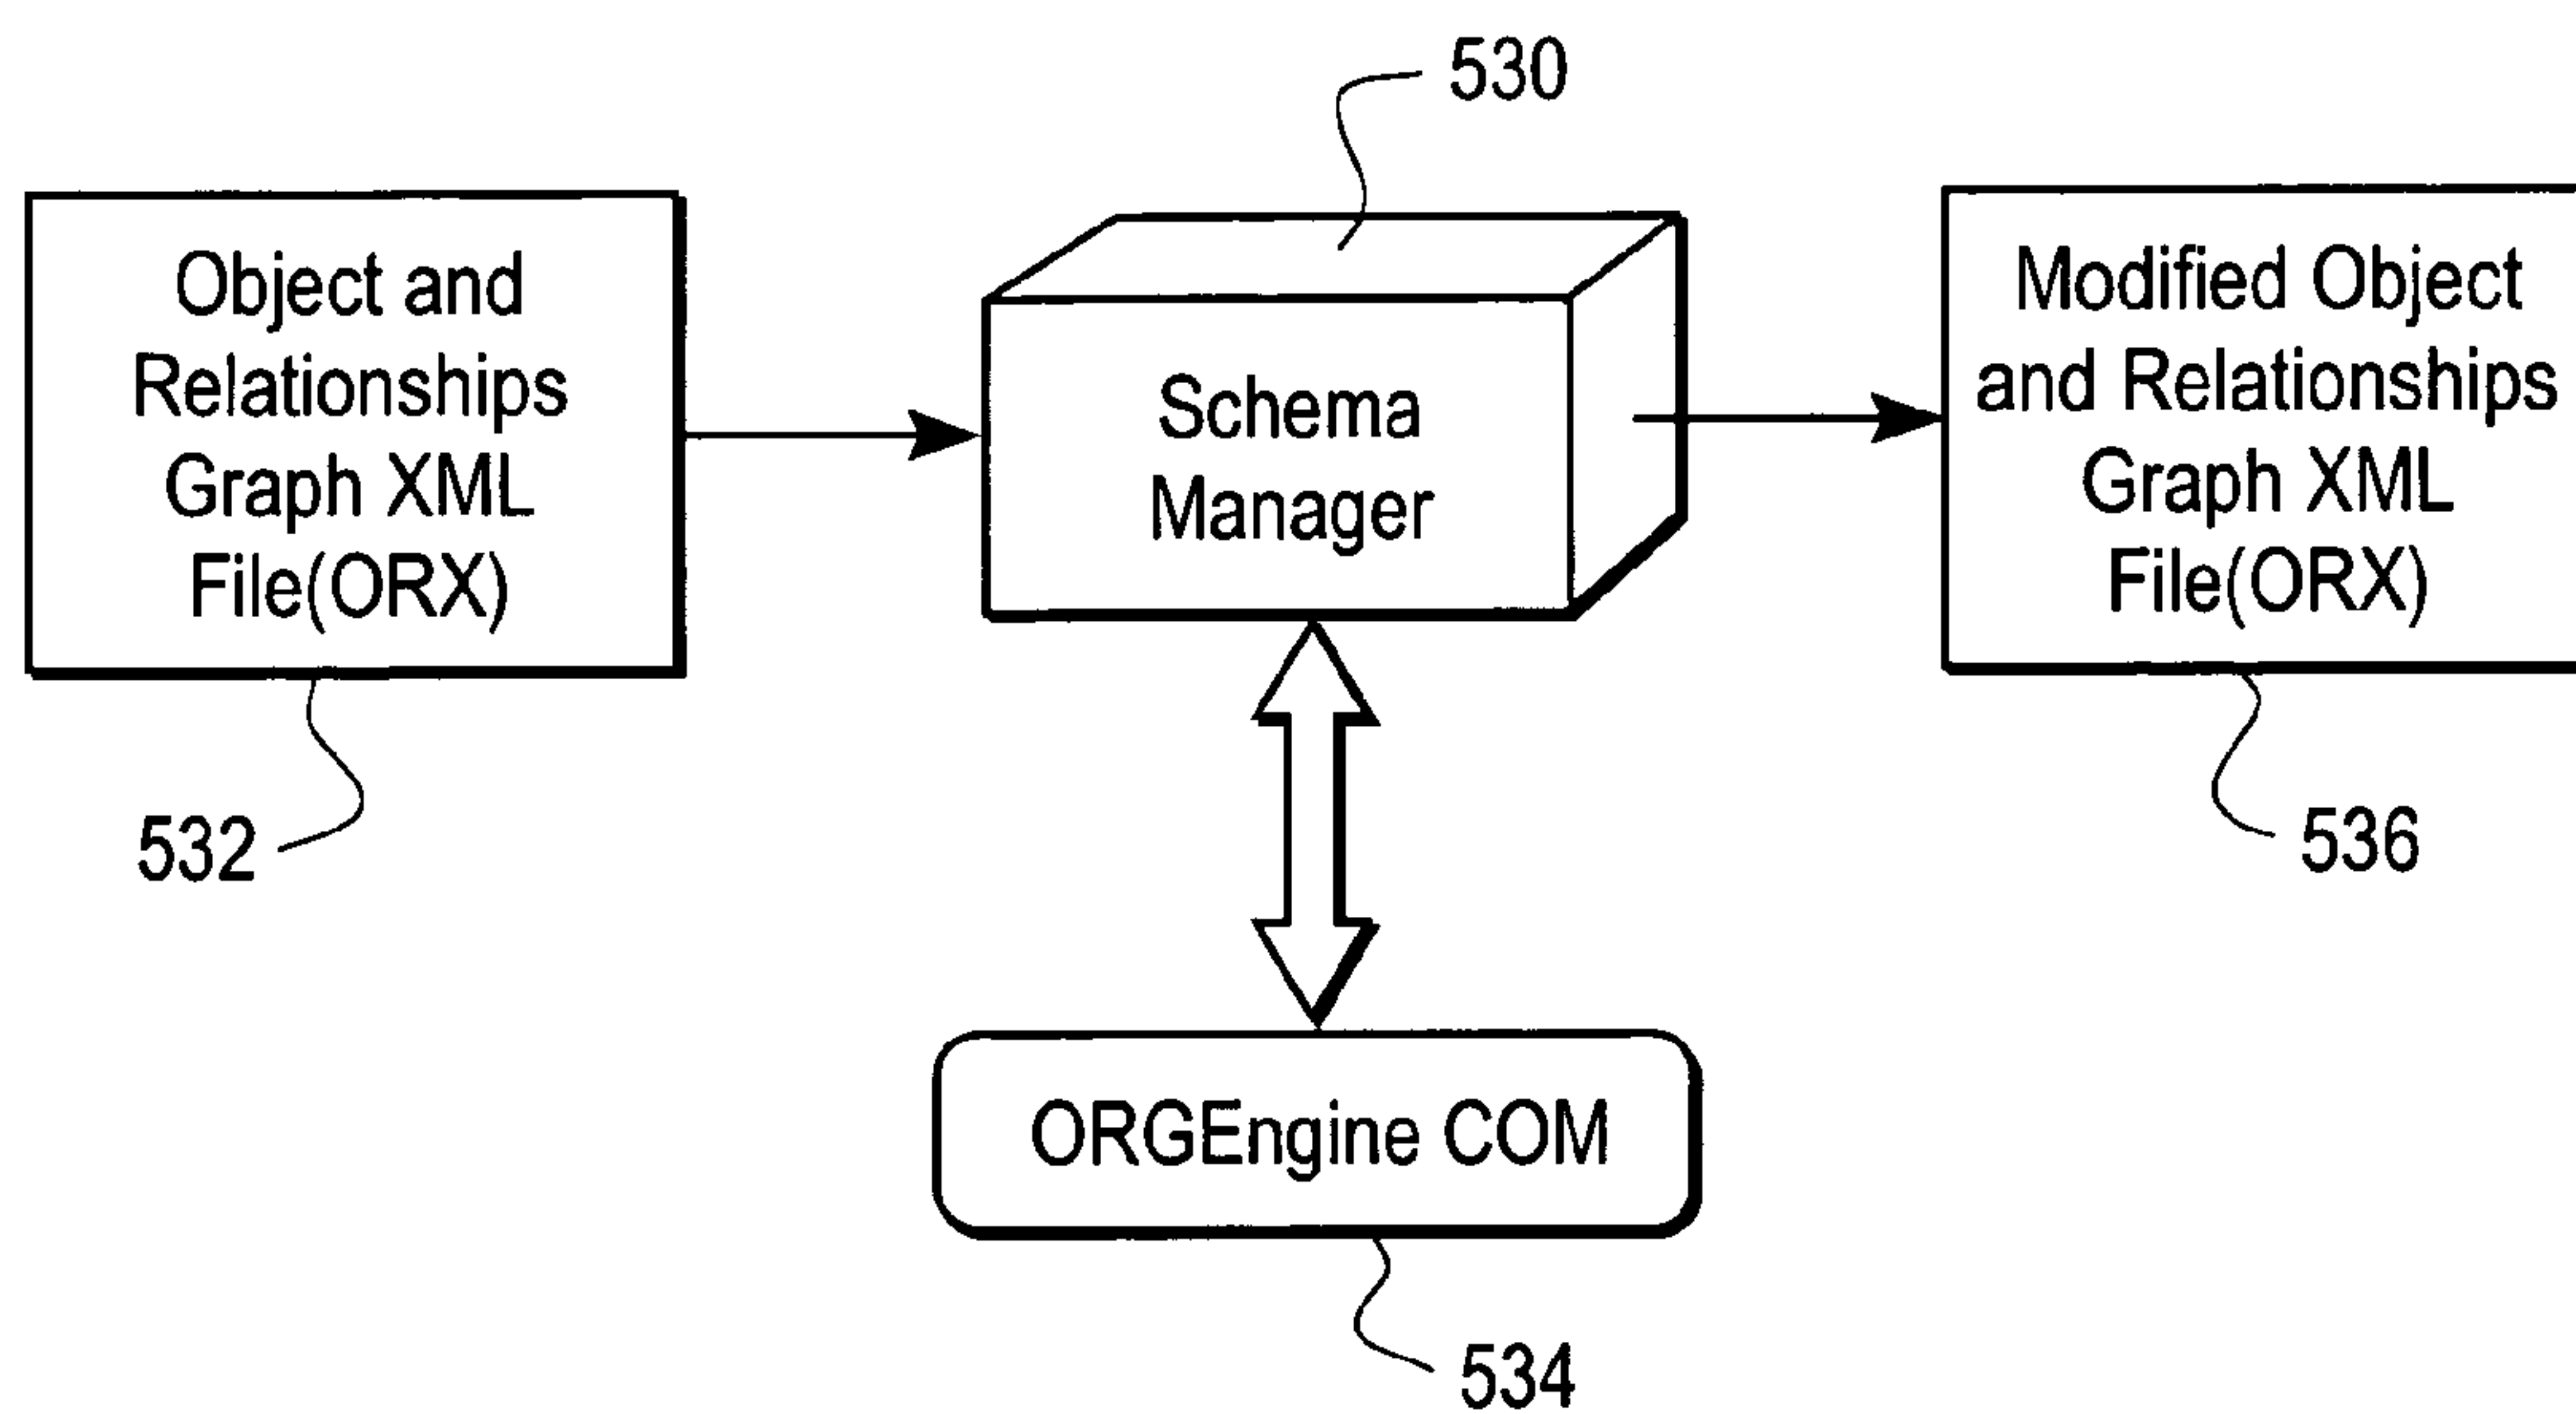 530
Object and
Relationships
Graph XML
File(ORX)
Schema
Manager
Modified Object
and Relationships
Graph XML
File(ORX)
532
536
ORGEngine COM
534